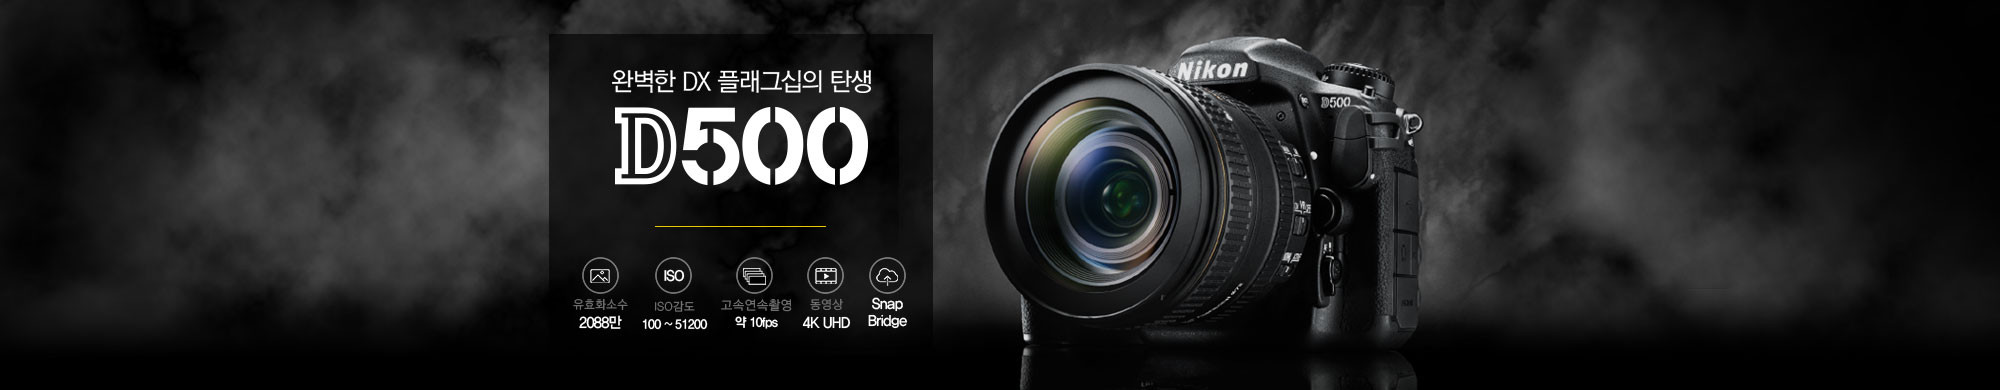 완벽한 DX 플래그십의 탄생
D500
ISO
유효화소수
2088만
ISO감도
100 ~ 51200
고속연속촬영
약 10fps
동영상
4K UHD
Snap
Bridge
Nikon
D500